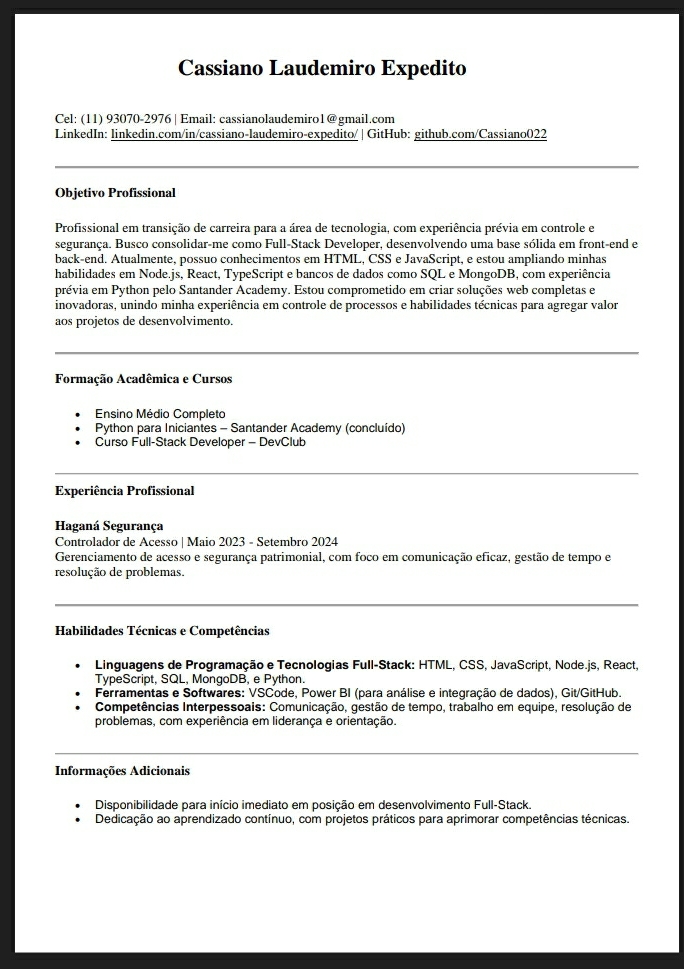 Cassiano Laudemiro Expedito
Cel: (11) 93070-2976 | Email: cassianolaudemiro1@gmail.com
LinkedIn: linkedin.com/in/cassiano-laudemiro-expedito/ | GitHub: github.com/Cassiano022
Objetivo Profissional
Profissional em transição de carreira para a área de tecnologia, com experiência prévia em controle e
segurança. Busco consolidar-me como Full-Stack Developer, desenvolvendo uma base sólida em front-end e
back-end. Atualmente, possuo conhecimentos em HTML, CSS e JavaScript, e estou ampliando minhas
habilidades em Node.js, React, TypeScript e bancos de dados como SQL e MongoDB, com experiência
prévia em Python pelo Santander Academy. Estou comprometido em criar soluções web completas e
inovadoras, unindo minha experiência em controle de processos e habilidades técnicas para agregar valor
aos projetos de desenvolvimento.
Formação Acadêmica e Cursos
• Ensino Médio Completo
• Python para Iniciantes – Santander Academy (concluído)
• Curso Full-Stack Developer – DevClub
Experiência Profissional
Haganá Segurança
Controlador de Acesso | Maio 2023 - Setembro 2024
Gerenciamento de acesso e segurança patrimonial, com foco em comunicação eficaz, gestão de tempo e
resolução de problemas.
Habilidades Técnicas e Competências
• Linguagens de Programação e Tecnologias Full-Stack: HTML, CSS, JavaScript, Node.js, React,
TypeScript, SQL, MongoDB, e Python.
• Ferramentas e Softwares: VSCode, Power BI (para análise e integração de dados), Git/GitHub.
• Competências Interpessoais: Comunicação, gestão de tempo, trabalho em equipe, resolução de
problemas, com experiência em liderança e orientação.
Informações Adicionais
• Disponibilidade para início imediato em posição em desenvolvimento Full-Stack.
• Dedicação ao aprendizado contínuo, com projetos práticos para aprimorar competências técnicas.